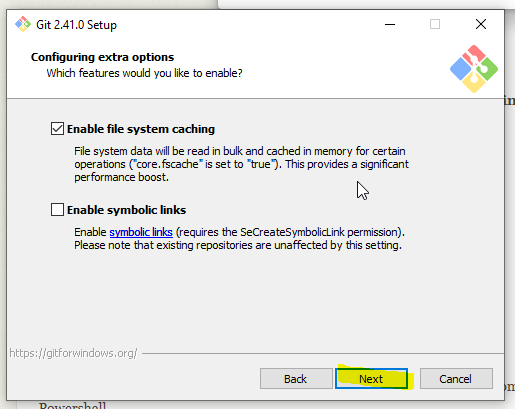 Git 2.41.0 Setup
Configuring extra options
Which features would you like to enable?
in
Enable file system caching
File system data will be read in bulk and cached in memory for certain
operations ("core.fscache" is set to "true"). This provides a significant
performance boost.
Enable symbolic links
Enable symbolic links (requires the SeCreateSymbolicLink permission).
Please note that existing repositories are unaffected by this setting.
https://gitforwindows.org/
Back
Next
Cancel
om
Powershell